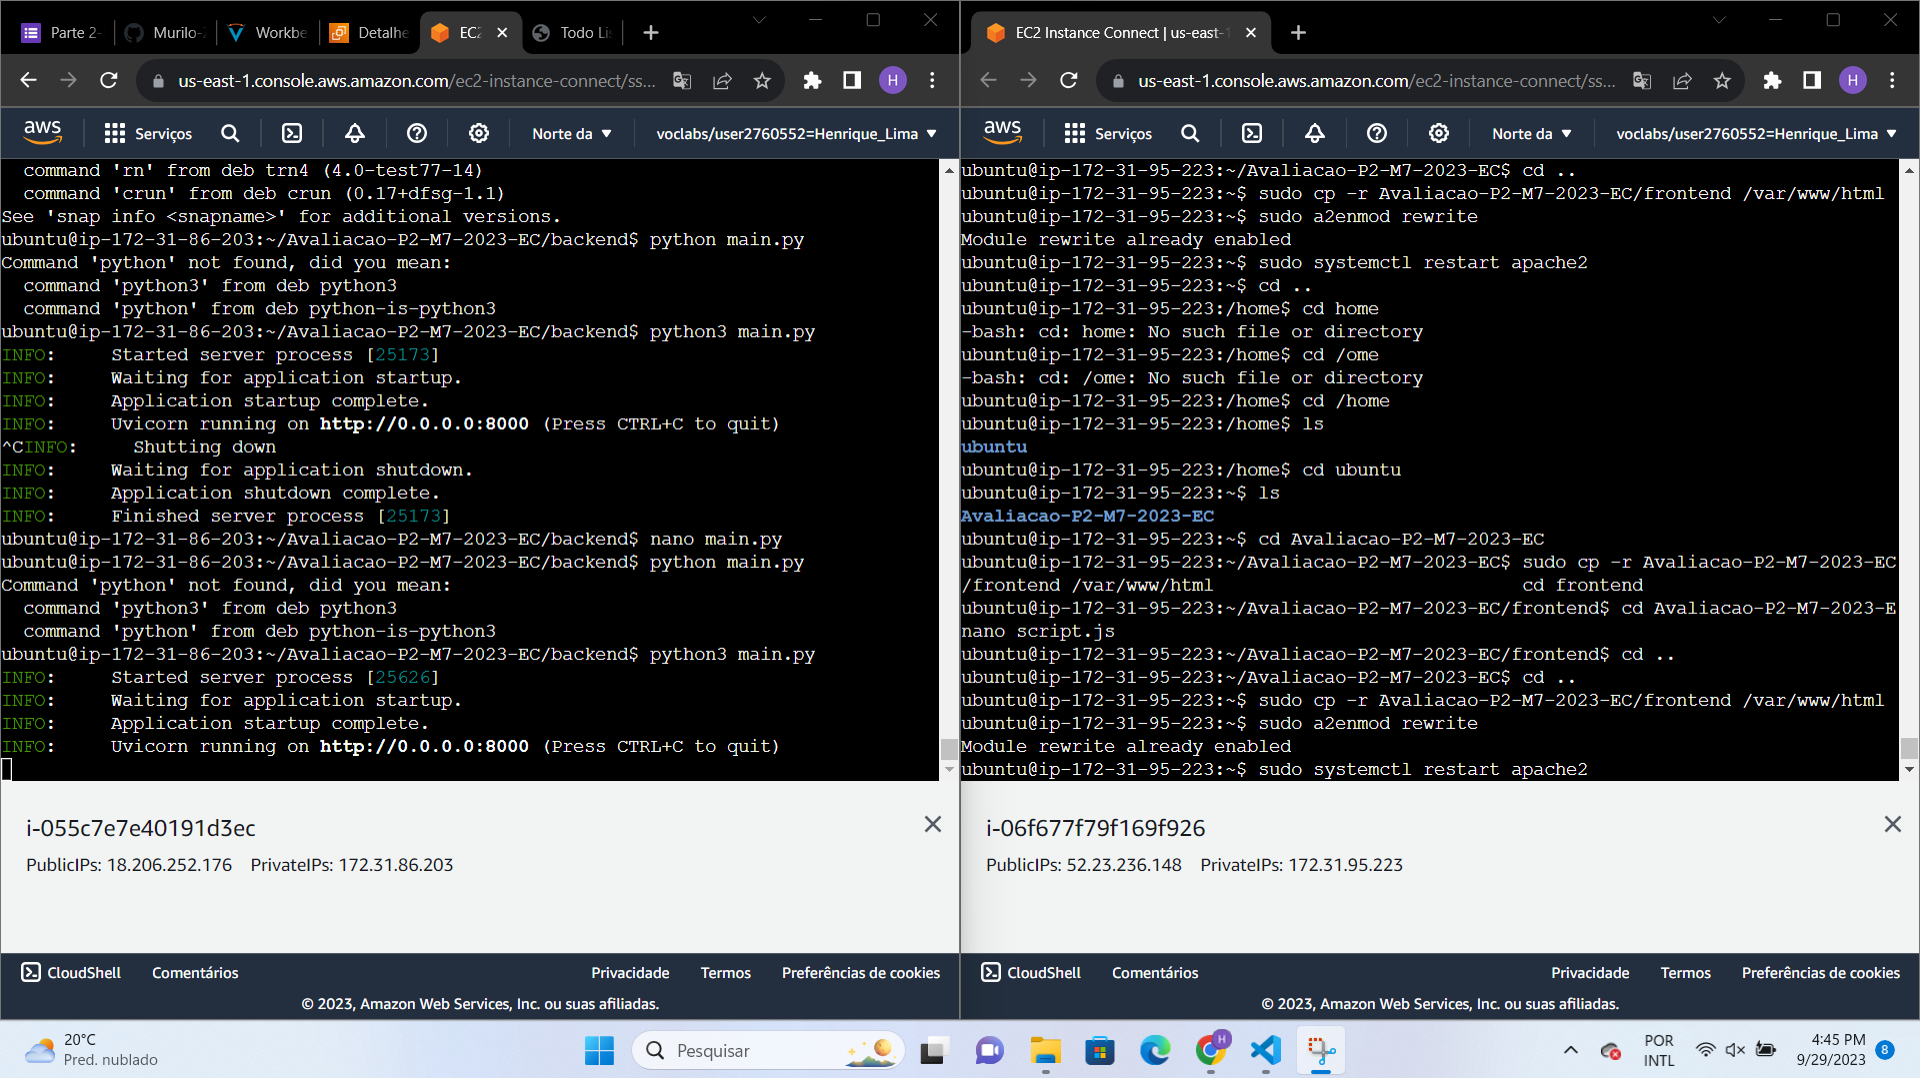 Parte 2-
Murilo-
Workbe
Detalhe
EC2
Todo Lis
us-east-1.console.aws.amazon.com/ec2-instance-connect/ss...
H
aws
Serviços
Norte da
voclabs/user2760552=Henrique_Lima
command 'rn' from deb trn4 (4.0-test77-14)
command 'crun' from deb crun (0.17+dfsg-1.1)
See 'snap info <snapname>' for additional versions.
ubuntu@ip-172-31-86-203:~/Avaliacao-P2-M7-2023-EC/backend$ python main.py
Command 'python' not found, did you mean:
command 'python3' from deb python3
command 'python' from deb python-is-python3
ubuntu@ip-172-31-86-203:~/Avaliacao-P2-M7-2023-EC/backend$ python3 main.py
INFO:     Started server process [25173]
INFO:     Waiting for application startup.
INFO:     Application startup complete.
INFO:     Uvicorn running on http://0.0.0.0:8000 (Press CTRL+C to quit)
^CINFO:     Shutting down
INFO:     Waiting for application shutdown.
INFO:     Application shutdown complete.
INFO:     Finished server process [25173]
ubuntu@ip-172-31-86-203:~/Avaliacao-P2-M7-2023-EC/backend$ nano main.py
ubuntu@ip-172-31-86-203:~/Avaliacao-P2-M7-2023-EC/backend$ python main.py
Command 'python' not found, did you mean:
command 'python3' from deb python3
command 'python' from deb python-is-python3
ubuntu@ip-172-31-86-203:~/Avaliacao-P2-M7-2023-EC/backend$ python3 main.py
INFO:     Started server process [25626]
INFO:     Waiting for application startup.
INFO:     Application startup complete.
INFO:     Uvicorn running on http://0.0.0.0:8000 (Press CTRL+C to quit)
i-055c7e7e40191d3ec
PublicIPs: 18.206.252.176    PrivateIPs: 172.31.86.203
CloudShell
Comentários
Privacidade
Termos
Preferências de cookies
© 2023, Amazon Web Services, Inc. ou suas afiliadas.
EC2 Instance Connect | us-east-1
us-east-1.console.aws.amazon.com/ec2-instance-connect/ss...
H
aws
Serviços
Norte da
voclabs/user2760552=Henrique_Lima
ubuntu@ip-172-31-95-223:~/Avaliacao-P2-M7-2023-EC$ cd ..
ubuntu@ip-172-31-95-223:~$ sudo cp -r Avaliacao-P2-M7-2023-EC/frontend /var/www/html
ubuntu@ip-172-31-95-223:~$ sudo a2enmod rewrite
Module rewrite already enabled
ubuntu@ip-172-31-95-223:~$ sudo systemctl restart apache2
ubuntu@ip-172-31-95-223:~$ cd ..
ubuntu@ip-172-31-95-223:/home$ cd home
-bash: cd: home: No such file or directory
ubuntu@ip-172-31-95-223:/home$ cd /ome
-bash: cd: /ome: No such file or directory
ubuntu@ip-172-31-95-223:/home$ cd /home
ubuntu@ip-172-31-95-223:/home$ ls
ubuntu
ubuntu@ip-172-31-95-223:/home$ cd ubuntu
ubuntu@ip-172-31-95-223:~$ ls
Avaliacao-P2-M7-2023-EC
ubuntu@ip-172-31-95-223:~$ cd Avaliacao-P2-M7-2023-EC
ubuntu@ip-172-31-95-223:~/Avaliacao-P2-M7-2023-EC$ sudo cp -r Avaliacao-P2-M7-2023-EC
/frontend /var/www/html                            cd frontend
ubuntu@ip-172-31-95-223:~/Avaliacao-P2-M7-2023-EC/frontend$ cd Avaliacao-P2-M7-2023-E
nano script.js
ubuntu@ip-172-31-95-223:~/Avaliacao-P2-M7-2023-EC/frontend$ cd ..
ubuntu@ip-172-31-95-223:~/Avaliacao-P2-M7-2023-EC$ cd ..
ubuntu@ip-172-31-95-223:~$ sudo cp -r Avaliacao-P2-M7-2023-EC/frontend /var/www/html
ubuntu@ip-172-31-95-223:~$ sudo a2enmod rewrite
Module rewrite already enabled
ubuntu@ip-172-31-95-223:~$ sudo systemctl restart apache2
i-06f677f79f169f926
PublicIPs: 52.23.236.148    PrivateIPs: 172.31.95.223
CloudShell
Comentários
Privacidade
Termos
Preferências de cookies
© 2023, Amazon Web Services, Inc. ou suas afiliadas.
20°C
Pred. nublado
Pesquisar
H
POR
INTL
4:45 PM
9/29/2023
8